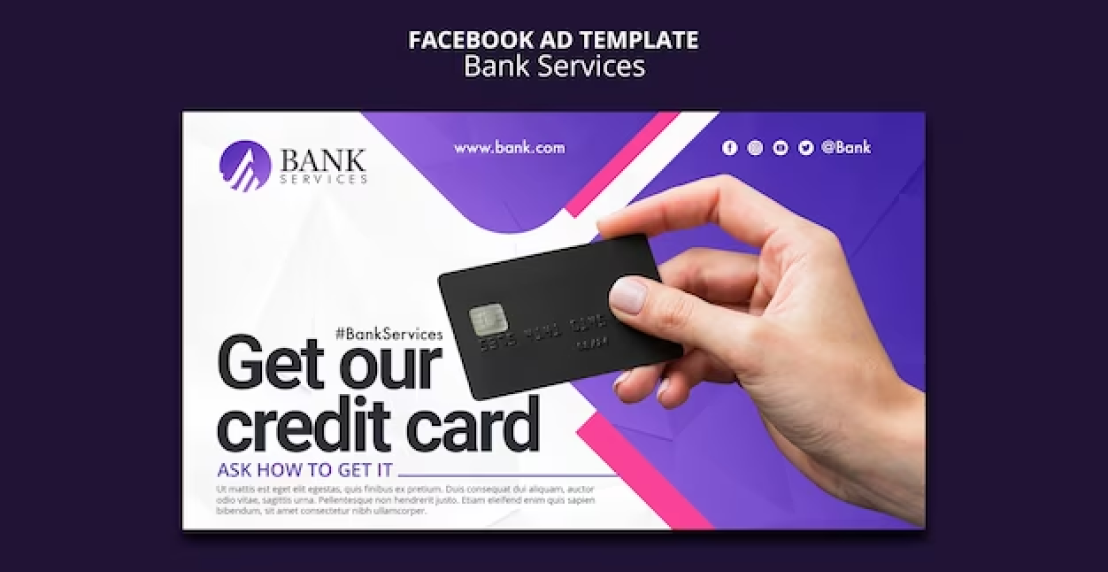 FACEBOOK AD TEMPLATE
Bank Services
BANK
SERVICES
www.bank.com
@Bank
#BankServices
Get our
credit card
ASK HOW TO GET IT
Ut mattis est eget elit egestas, quis finibus ex pretium. Duis consequat dui aliquam, auctor
odio vitae, sagittis urna. Pellentesque non hendrerit justo. Etiam eleifend enim quis sapien
bibendum, sit amet consectetur nibh ullamcorper.